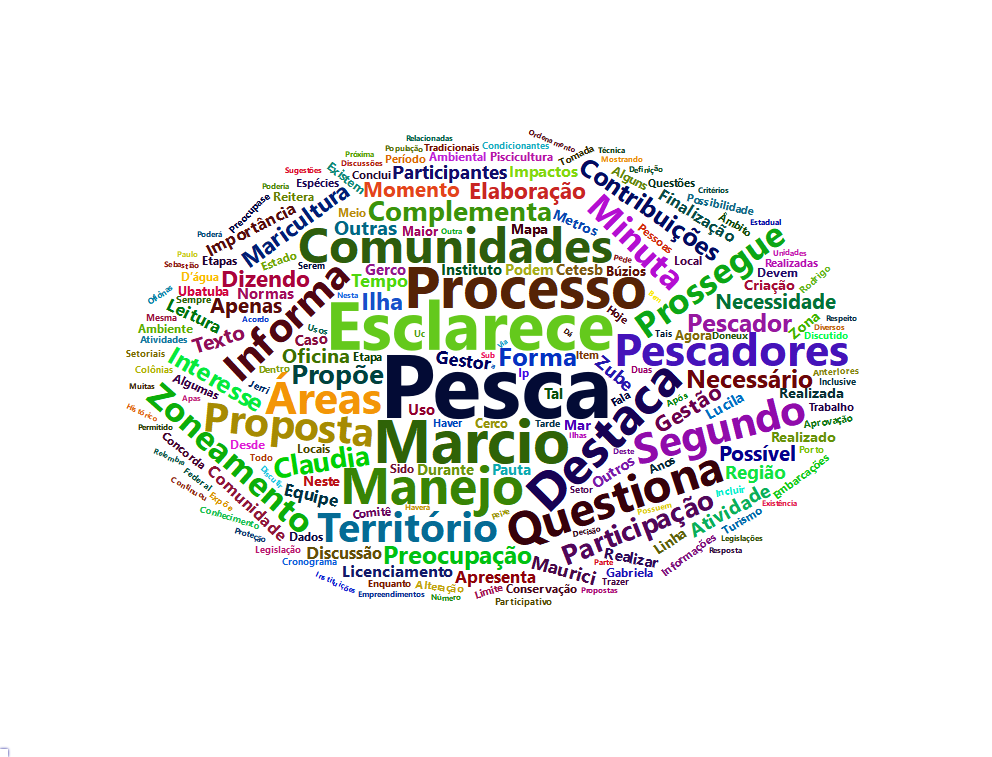 Relacionadas
Ordenamento
População
Tradicionais
Condicionantes
Técnica
Próxima
Período
Ambiental
Piscicultura
Tomada
Mostrando
Discussões
Sugestões
Existem
Conclui
Participantes
Impactos
Alguns
Definição
Poderia
Espécies
Momento
Elaboração
Contribuições
Questões
Critérios
Reitera
Preocupase
Maricultura
Meio
Complementa
Metros
Minuta
Finalização
Possibilidade
Importância
Outras
Maior
Outra
Mapa
Pessoas
Âmbito
Estadual
Poderá
Comunidades
Pede
Local
Prossegue
Paulo
Estado
Serem
Unidades
Sebastião
Etapas
Gerco
Instituto
Podem
Cetesb
Búzios
Realizadas
D'água
Dizendo
Informa
Tempo
Processo
Devem
Rodrigo
Ubatuba
Normas
Criação
Oficinas
Sempre
Nesta
Ilha
Necessidade
Leitura
Apenas
Hoje
Mesma
Acordo
Pescador
Zona
Respeito
Ambiente
Texto
Usos
Uc
Esclarece
Dá
Diversos
Atividades
Caso
Via
Tais
Agora
Doneux
Discutido
Setoriais
Interesse
Oficina
Etapa
Gestor
Sub
Forma
Item
Zube
Pescadores
Colônias
Dentro
Propõe
Ip
Duas
Anteriores
Muitas
Algumas
Jerri
Pesca
Destaca
Necessário
Inclusive
Apas
Áreas
Tal
Fala
Após
Gestão
Lucila
Realizada
Zoneamento
Uso
Trabalho
Histórico
Proposta
Haver
Cerco
Tarde
Mar
Segundo
Aprovação
Permitido
Desde
Locais
Marcio
Ilhas
Deste
Realizado
Porto
Concorda
Todo
Claudia
Sido
Durante
Pauta
Outros
Anos
Possível
Relembra
Federal
Discutir
Neste
Manejo
Setor
Questiona
Região
Embarcações
Continuou
Expõe
Comunidade
Equipe
Incluir
Atividade
Existência
Conhecimento
Comitê
Haverá
Peixe
Possuem
Participação
Turismo
Proteção
Dados
Território
Decisão
Linha
Legislações
Legislação
Discussão
Preocupação
Parte
Realizar
Informações
Resposta
Cronograma
Licenciamento
Apresenta
Maurici
Gabriela
Instituições
Enquanto
Alteração
Limite
Conservação
Trazer
Propostas
Empreendimentos
Número
Participativo